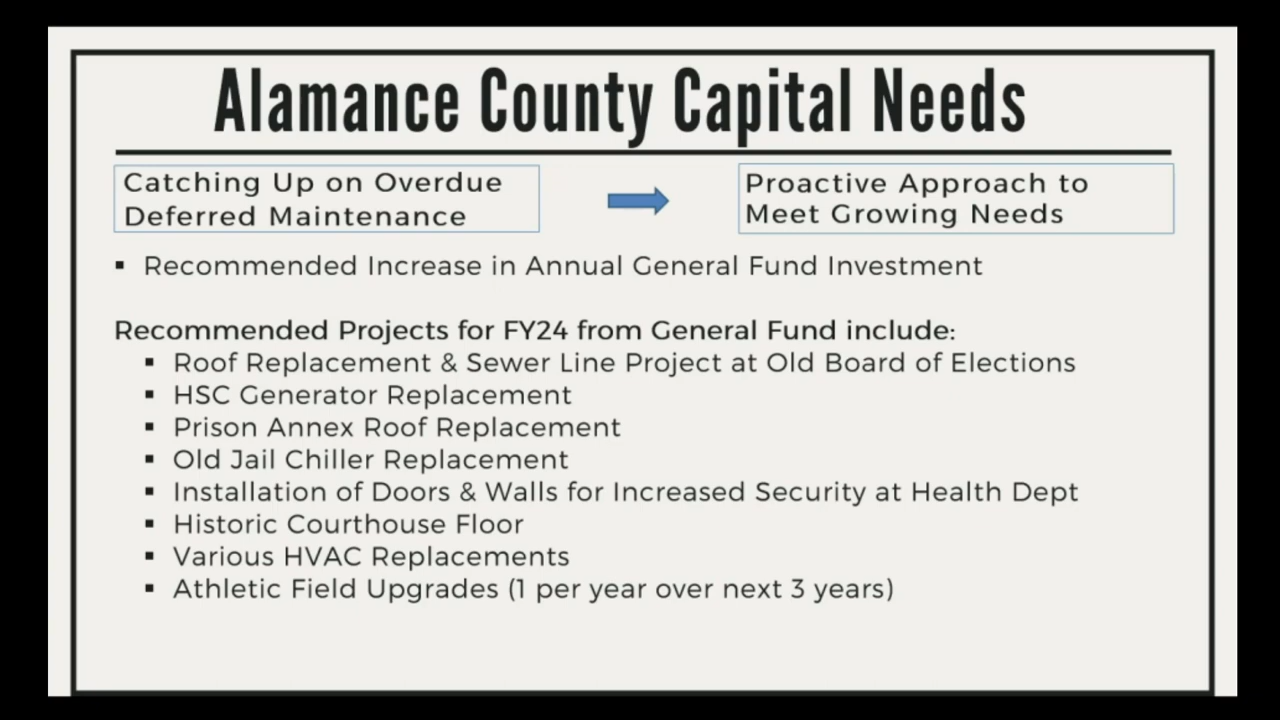 Alamance County Capital Needs
Catching Up on Overdue
Deferred Maintenance
Proactive Approach to
Meet Growing Needs
▪ Recommended Increase in Annual General Fund Investment
Recommended Projects for FY24 from General Fund include:
▪ Roof Replacement & Sewer Line Project at Old Board of Elections
▪ HSC Generator Replacement
▪ Prison Annex Roof Replacement
▪ Old Jail Chiller Replacement
▪ Installation of Doors & Walls for Increased Security at Health Dept
▪ Historic Courthouse Floor
▪ Various HVAC Replacements
▪ Athletic Field Upgrades (1 per year over next 3 years)